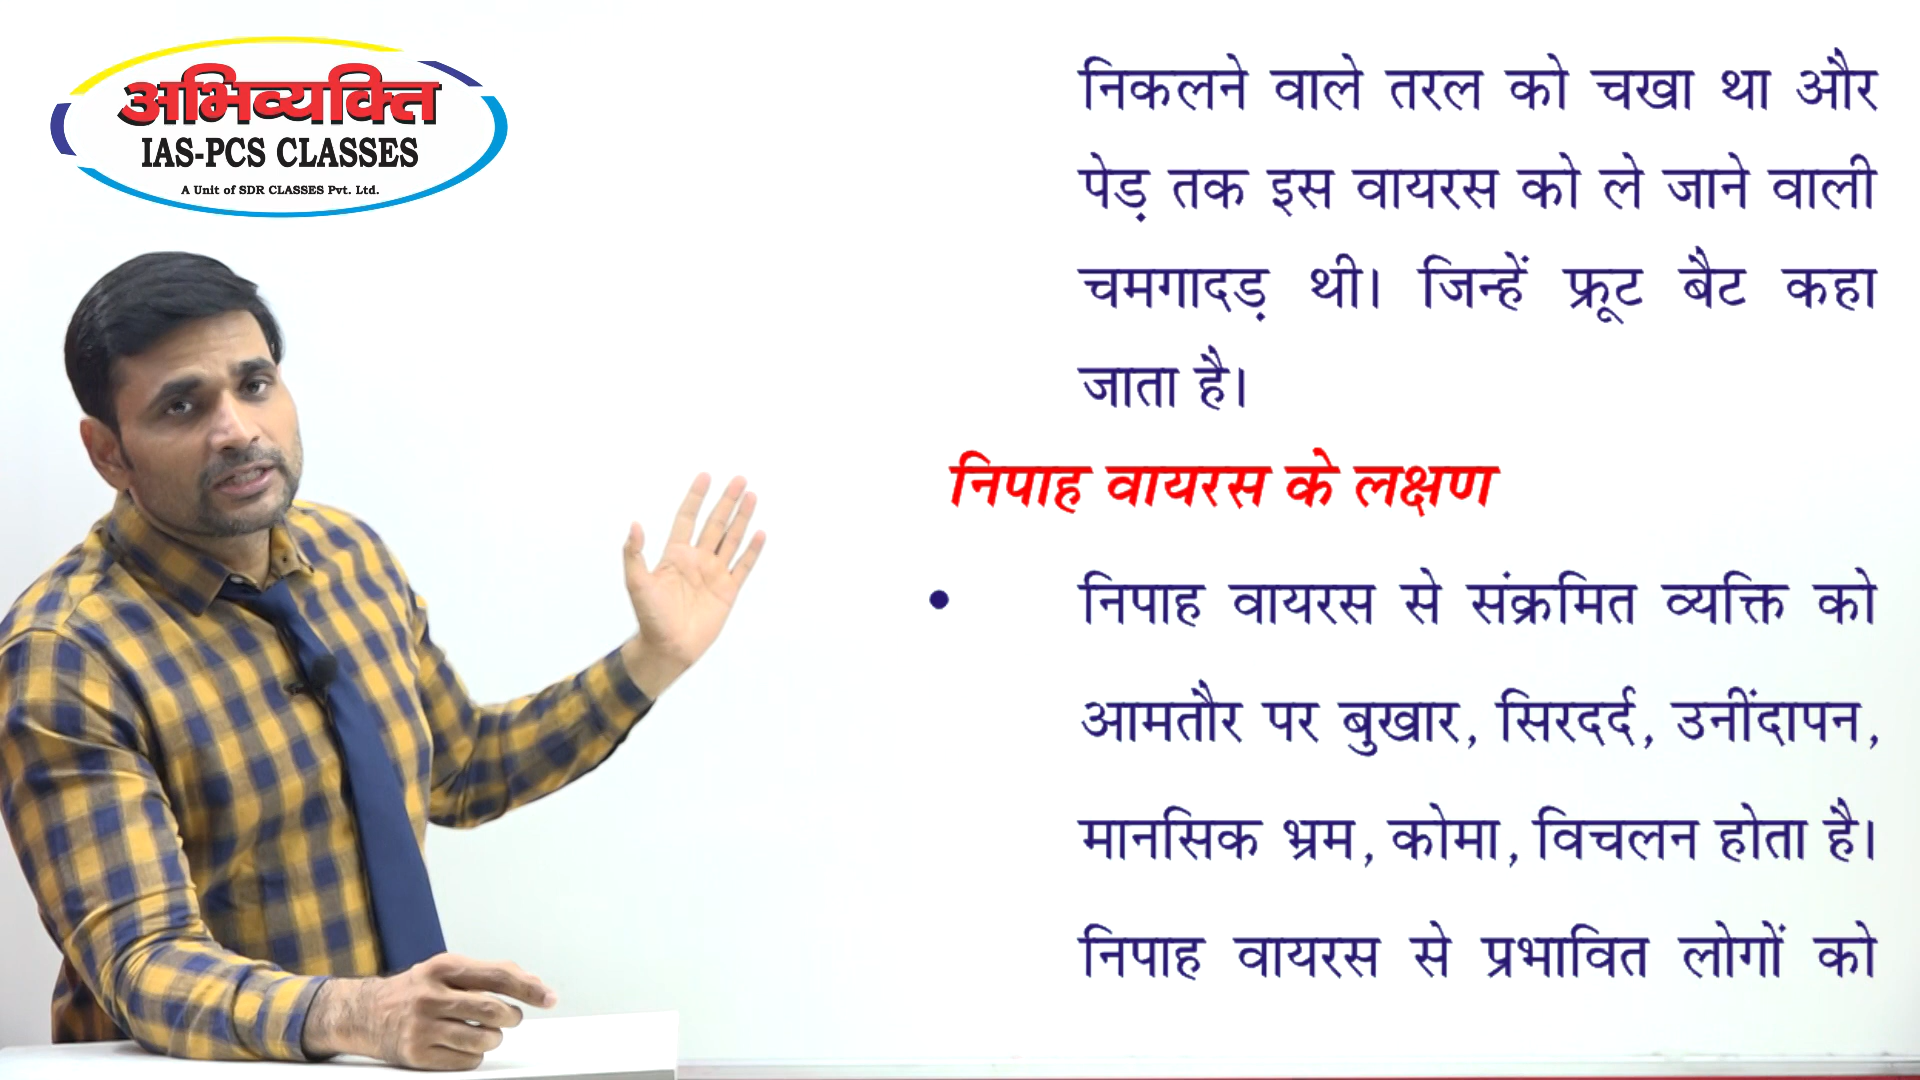 अभिव्यक्ति
IAS-PCS CLASSES
A Unit of SDR CLASSES Pvt. Ltd.
निकलने वाले तरल को चखा था और
पेड़ तक इस वायरस को ले जाने वाली
चमगादड़ थी। जिन्हें फ्रूट बैट कहा
जाता है।
निपाह वायरस के लक्षण
• निपाह वायरस से संक्रमित व्यक्ति को
आमतौर पर बुखार, सिरदर्द, उनींदापन,
मानसिक भ्रम, कोमा, विचलन होता है।
निपाह वायरस से प्रभावित लोगों को